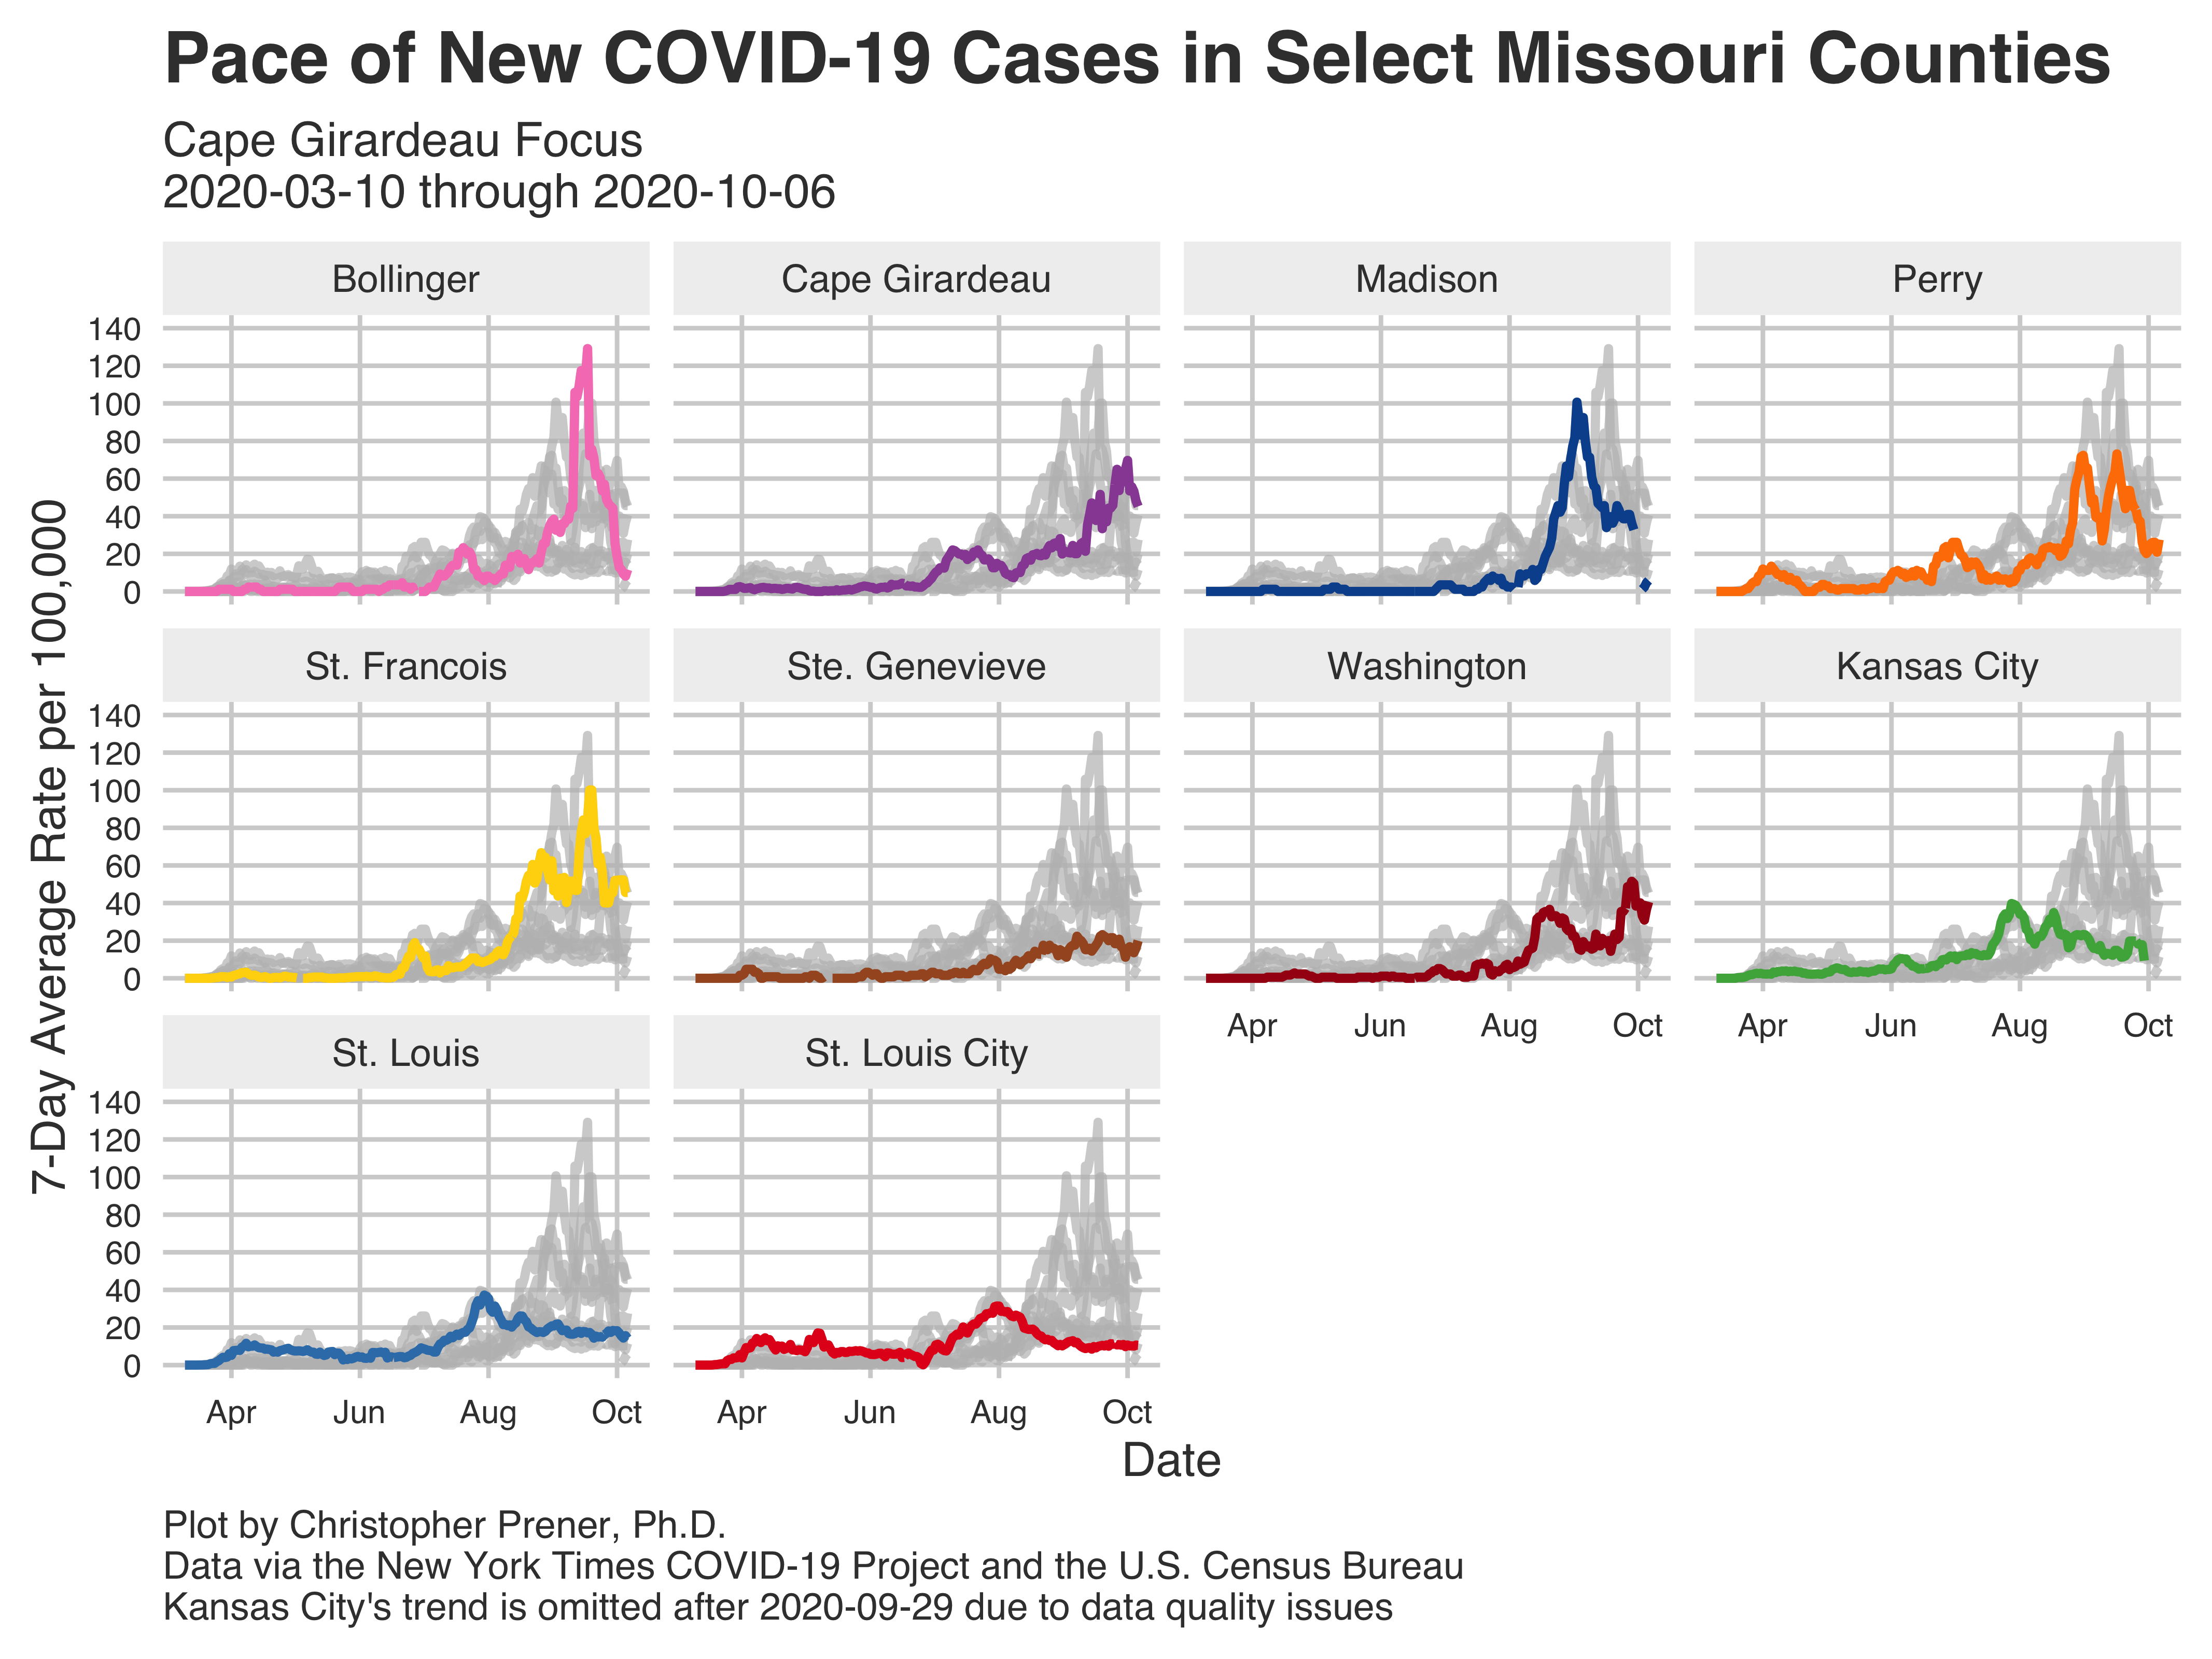 Pace of New COVID-19 Cases in Select Missouri Counties
Cape Girardeau Focus
2020-03-10 through 2020-10-06
7-Day Average Rate per 100,000
Bollinger
Cape Girardeau
Madison
Perry
140
120
100
80
60
40
20
0
St. Francois
Ste. Genevieve
Washington
Kansas City
140
120
100
80
60
40
20
0
Apr Jun Aug Oct
Apr Jun Aug Oct
St. Louis
St. Louis City
140
120
100
80
60
40
20
0
Apr Jun Aug Oct
Apr Jun Aug Oct
Date
Plot by Christopher Prener, Ph.D.
Data via the New York Times COVID-19 Project and the U.S. Census Bureau
Kansas City's trend is omitted after 2020-09-29 due to data quality issues